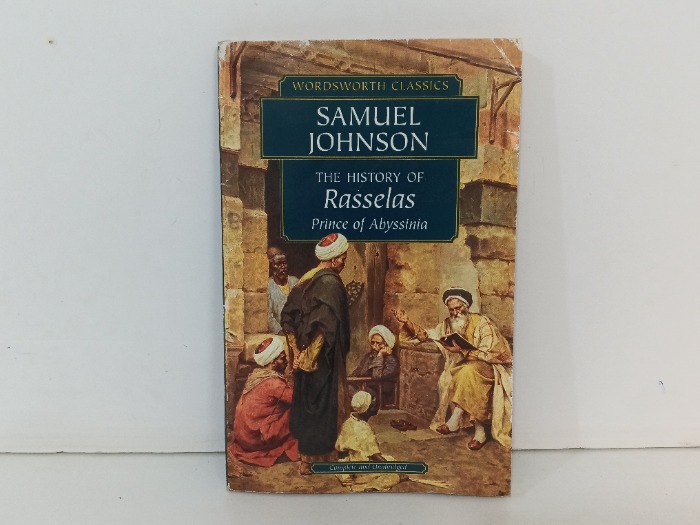 WORDSWORTH CLASSICS
SAMUEL
JOHNSON
THE HISTORY OF
Rasselas
Prince of Abyssinia
Complete and Unabridged